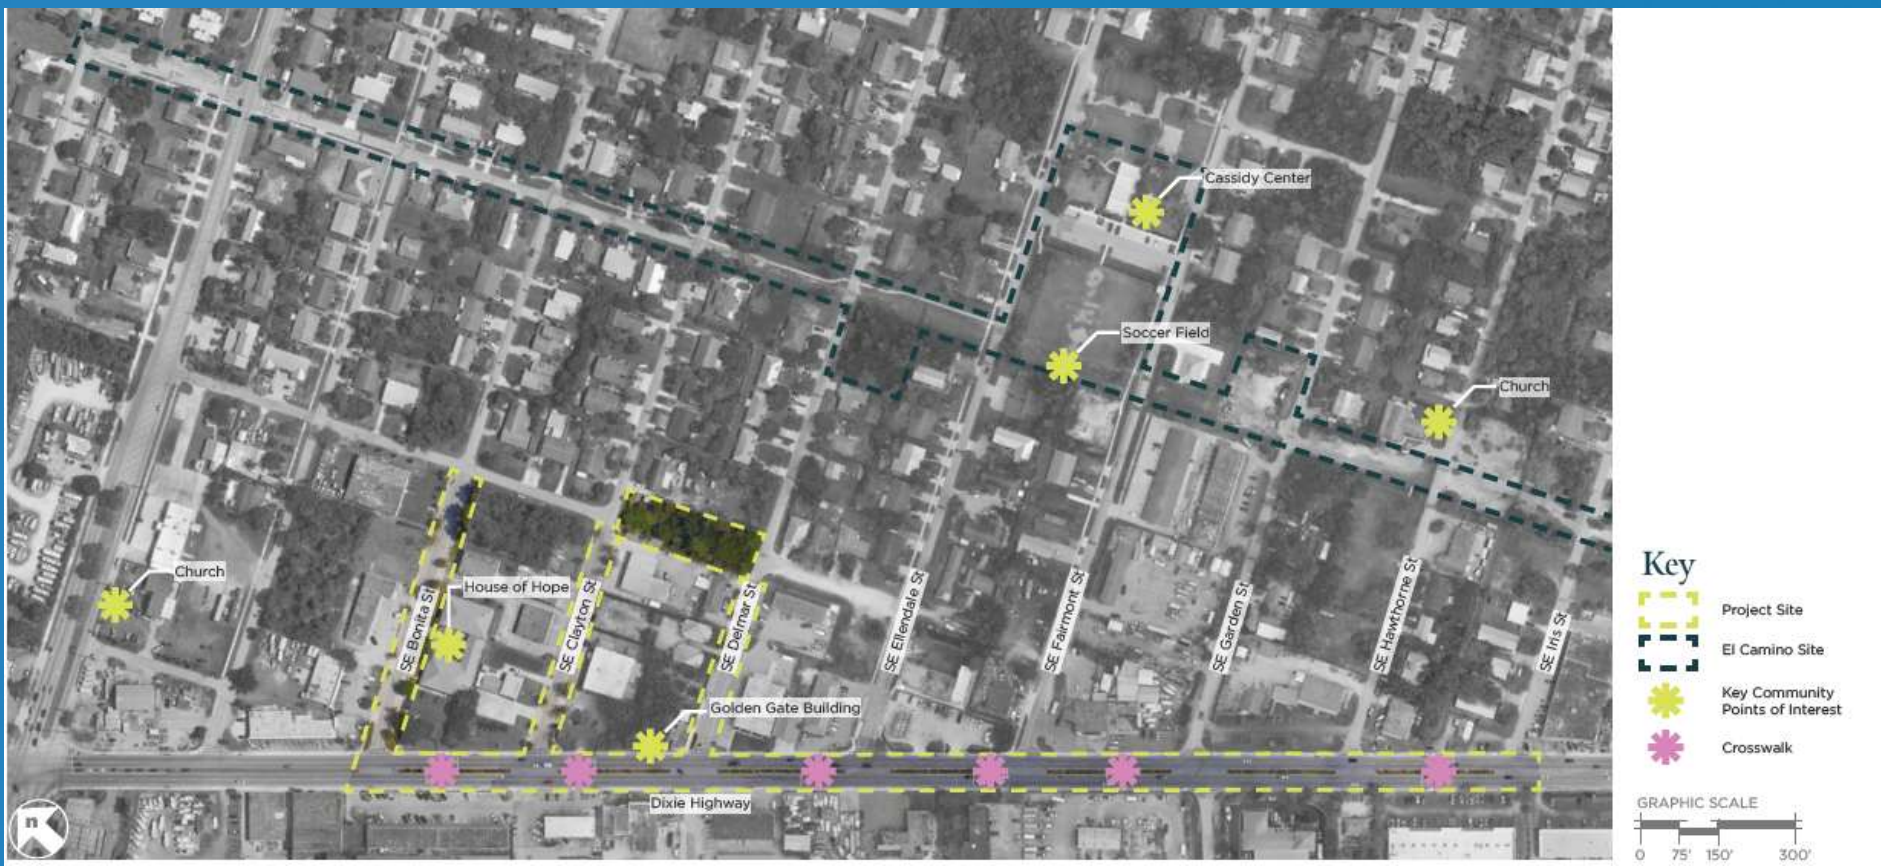 Cassidy Center
Soccer Field
Church
Church
House of Hope
SE Bonita St
SE Clayton St
SE Delmar St
SE Ellendale St
SE Fairmont St
SE Garden St
SE Hawthorne St
SE Iris St
Golden Gate Building
Dixie Highway
n
Key
Project Site
El Camino Site
Key Community
Points of Interest
Crosswalk
GRAPHIC SCALE
0 75' 150' 300'